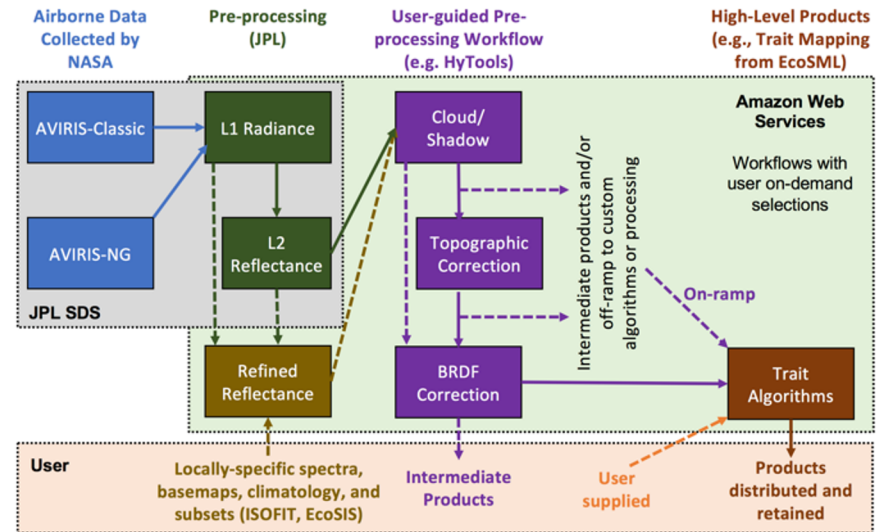 Airborne Data
Collected by
NASA
Pre-processing
(JPL)
User-guided Pre-
processing Workflow
(e.g. HyTools)
High-Level Products
(e.g., Trait Mapping
from EcoSML)
AVIRIS-Classic
L1 Radiance
Cloud/
Shadow
Amazon Web
Services
Workflows with
user on-demand
selections
AVIRIS-NG
L2
Reflectance
Topographic
Correction
Intermediate products and/or
off-ramp to custom
algorithms or processing
On-ramp
JPL SDS
Refined
Reflectance
BRDF
Correction
Trait
Algorithms
User
Locally-specific spectra,
basemaps, climatology, and
subsets (ISOFIT, EcoSIS)
Intermediate
Products
User
supplied
Products
distributed and
retained